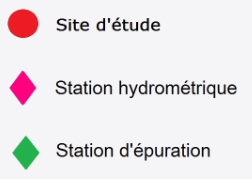 Site d'étude
Station hydrométrique
Station d'épuration